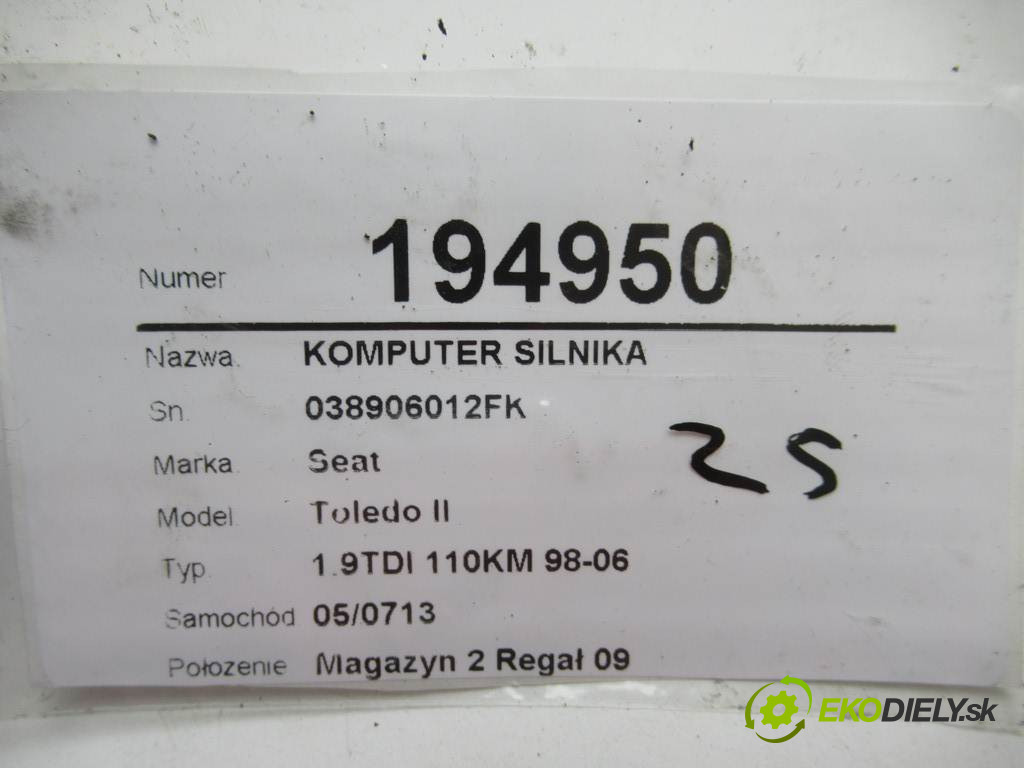 Numer 194950
Nazwa KOMPUTER SILNIKA
Sn. 038906012FK
Marka Seat
Model Toledo II
Typ 1.9TDI 110KM 98-06
Samochód 05/0713
Położenie Magazyn 2 Regał 09
25
EKODIELY.sk